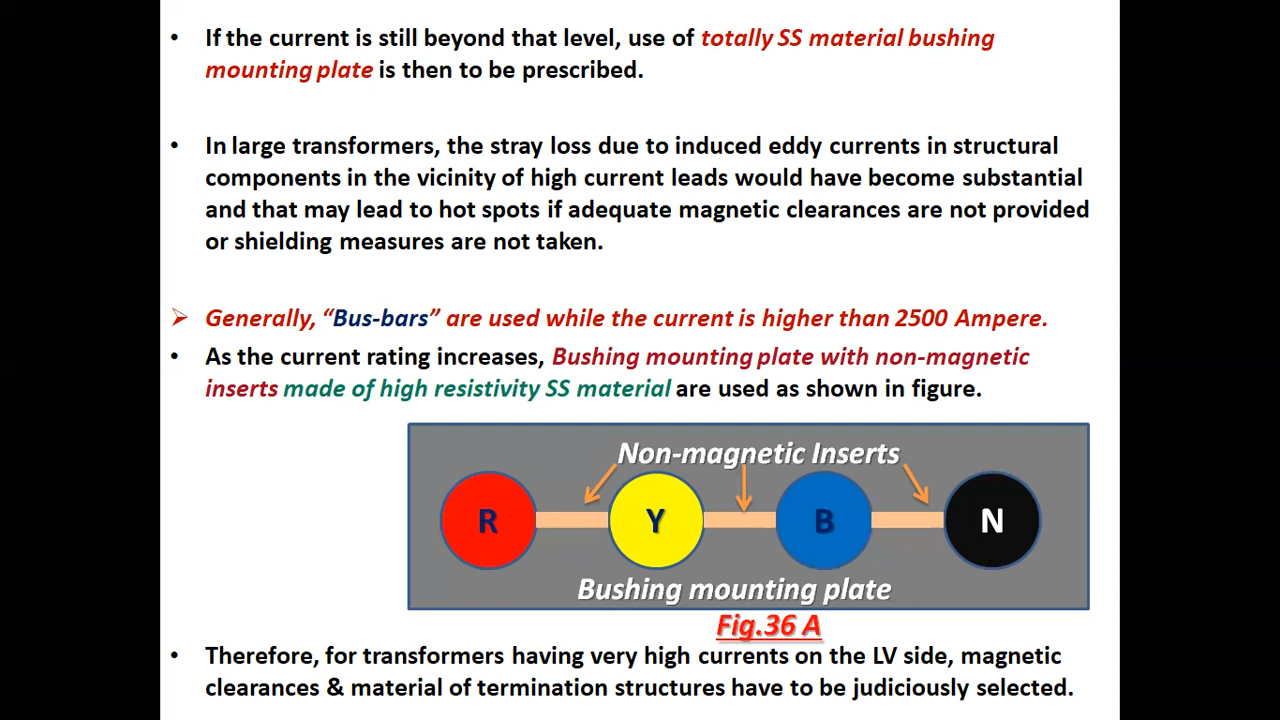 • If the current is still beyond that level, use of totally SS material bushing
mounting plate is then to be prescribed.
• In large transformers, the stray loss due to induced eddy currents in structural
components in the vicinity of high current leads would have become substantial
and that may lead to hot spots if adequate magnetic clearances are not provided
or shielding measures are not taken.
➢ Generally, “Bus-bars” are used while the current is higher than 2500 Ampere.
• As the current rating increases, Bushing mounting plate with non-magnetic
inserts made of high resistivity SS material are used as shown in figure.
Non-magnetic Inserts
R Y B N
Bushing mounting plate
Fig.36 A
• Therefore, for transformers having very high currents on the LV side, magnetic
clearances & material of termination structures have to be judiciously selected.